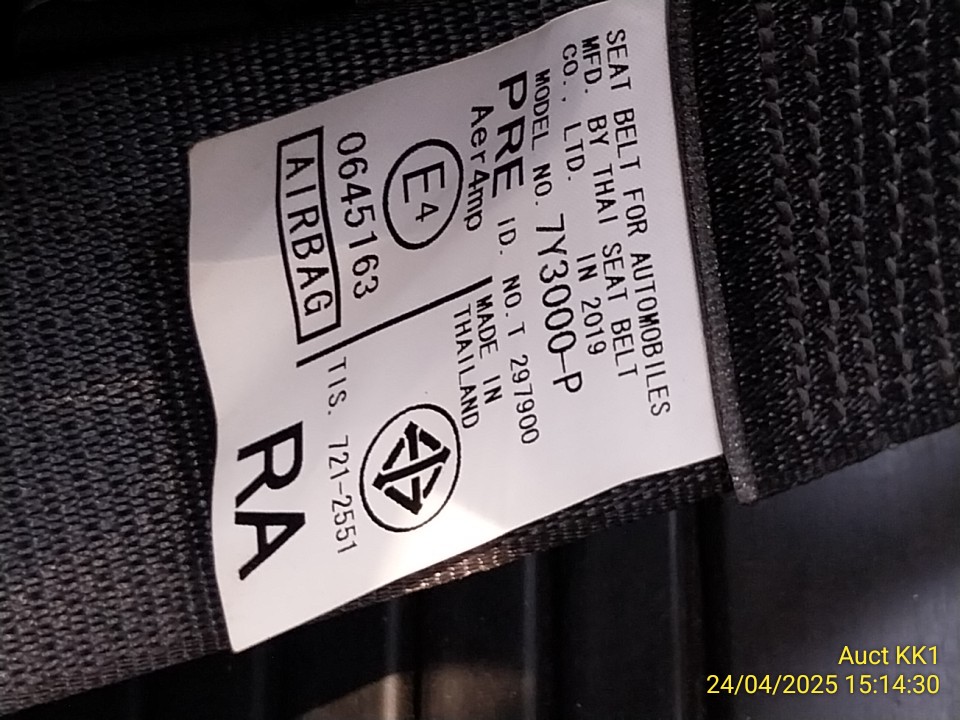 SEAT BELT FOR AUTOMOBILES
MFD. BY THAI SEAT BELT
CO., LTD. IN 2019
MODEL NO. 7Y3000-P
PRE ID. NO. T 297900
Aer4mp
E4
0645163
AIRBAG
MADE IN
THAILAND
TIS. 721-2551
RA
Auct KK1
24/04/2025 15:14:30